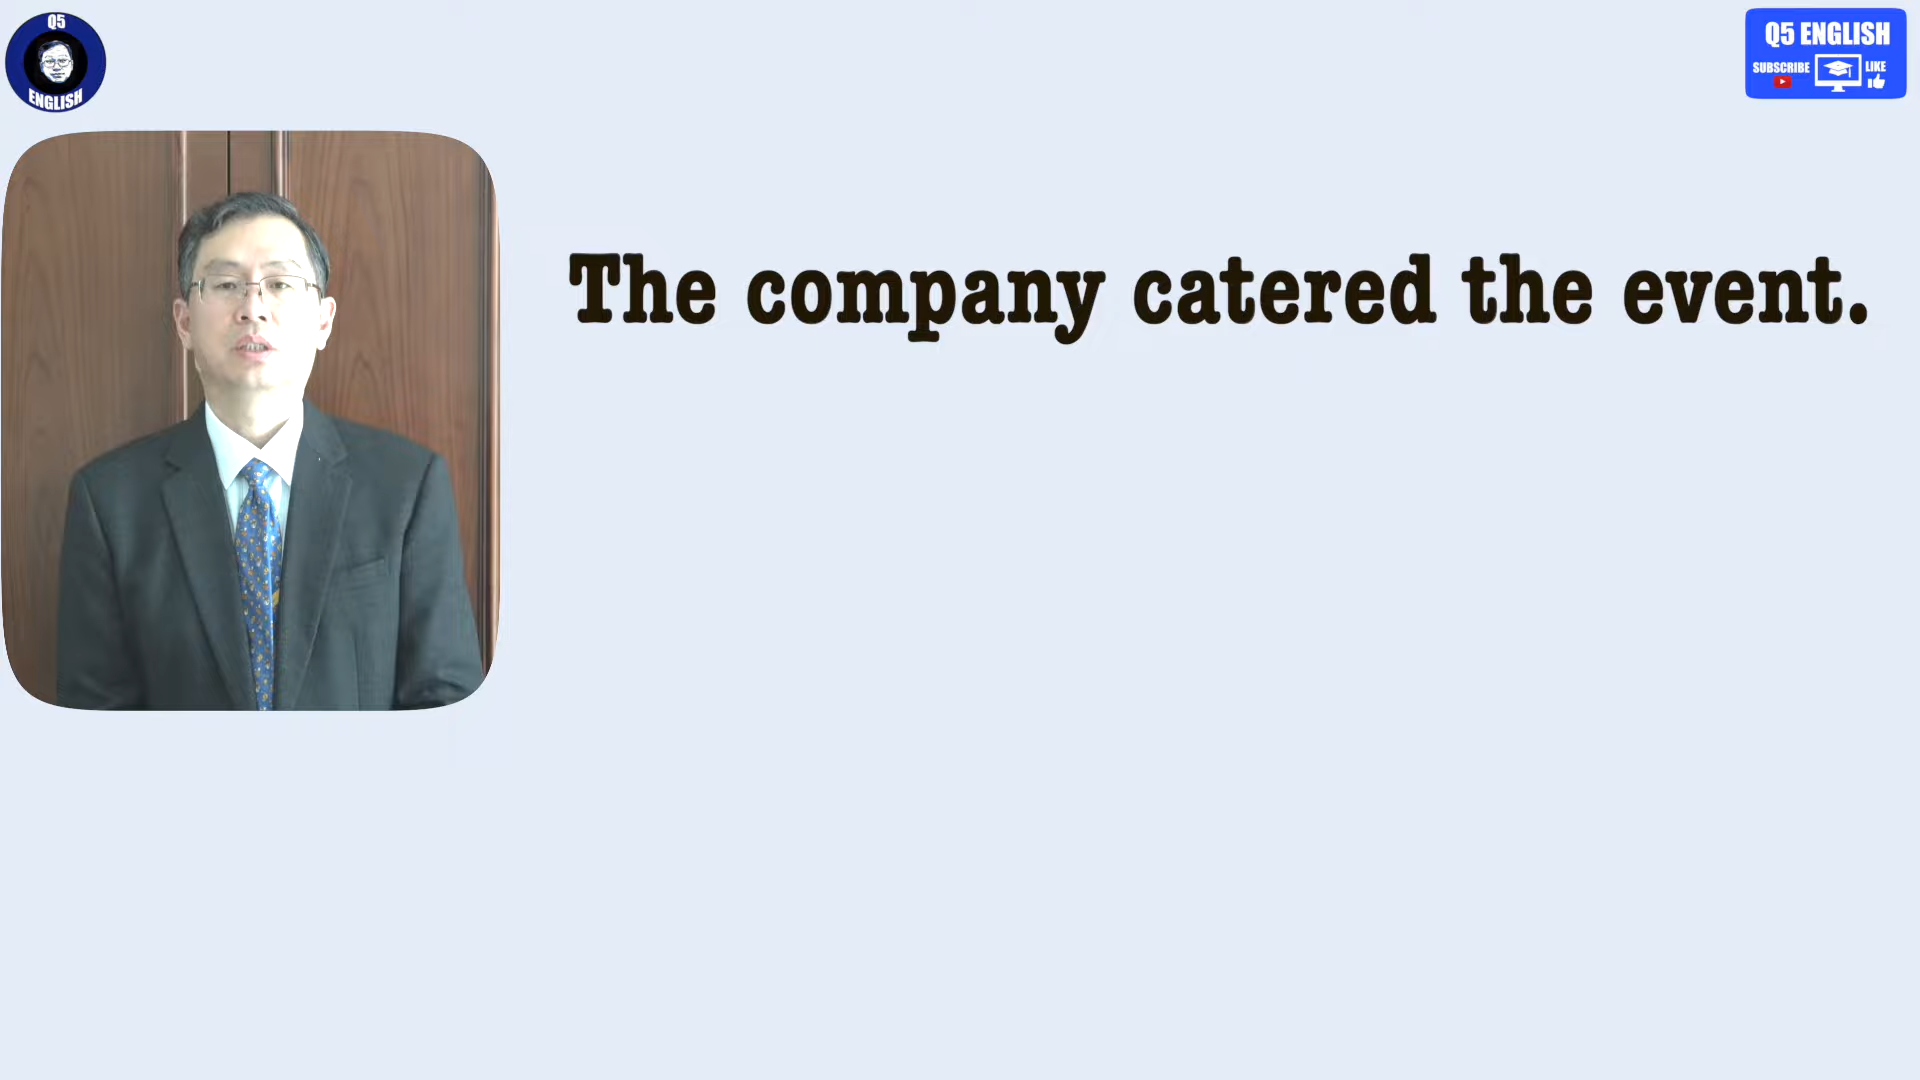 Q5
ENGLISH
Q5 ENGLISH
SUBSCRIBE
LIKE
The company catered the event.